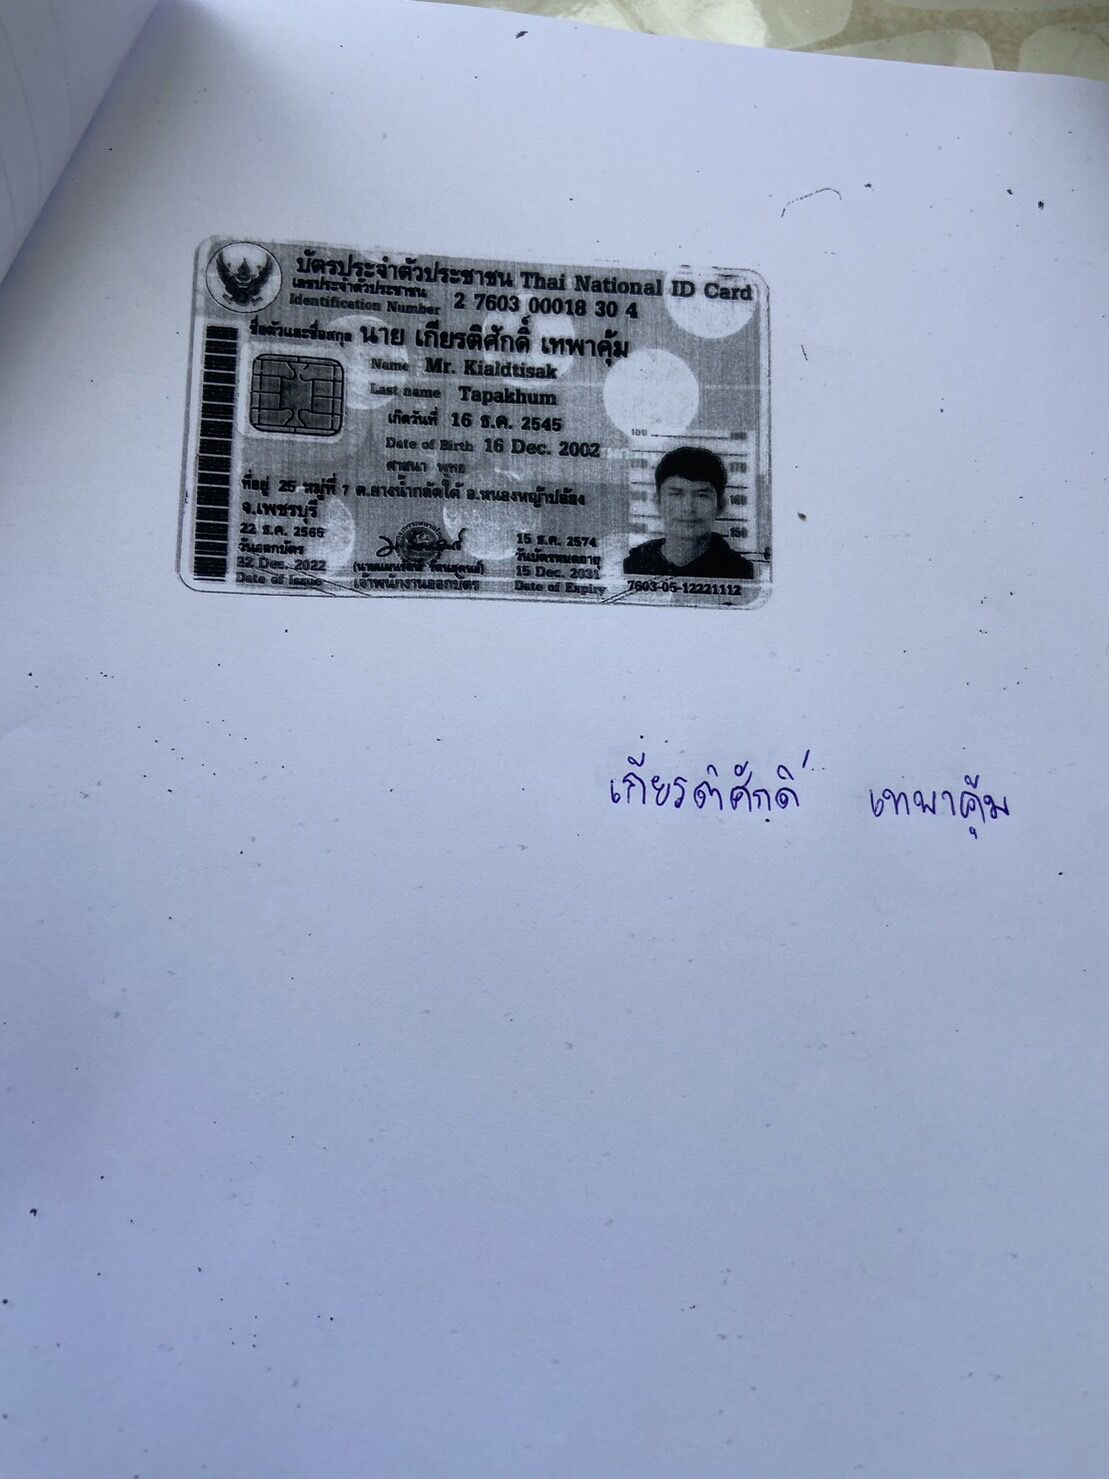 บัตรประจำตัวประชาชน Thai National ID Card
เลขประจำตัวประชาชน
Identification Number 2 7603 00018 30 4
ชื่อตัวและชื่อสกุล นาย เกียรติศักดิ์ เทพาคุ้ม
Name Mr. Kialdtisak
Last name Tapakhum
เกิดวันที่ 16 ธ.ค. 2545
Date of Birth 16 Dec. 2002
ศาสนา พุทธ
ที่อยู่ 25 หมู่ที่ 7 ต.ยางน้ำกลัดใต้ อ.หนองหญ้าปล้อง
จ.เพชรบุรี
22 ธ.ค. 2565
วันออกบัตร
22 Dec. 2022
Date of Issue
เจ้าพนักงานออกบัตร
15 ธ.ค. 2574
วันบัตรหมดอายุ
15 Dec. 2031
Date of Expiry
170 170
160
150
7603-05-12221112
เกียรติศักดิ์ เทพาคุ้ม